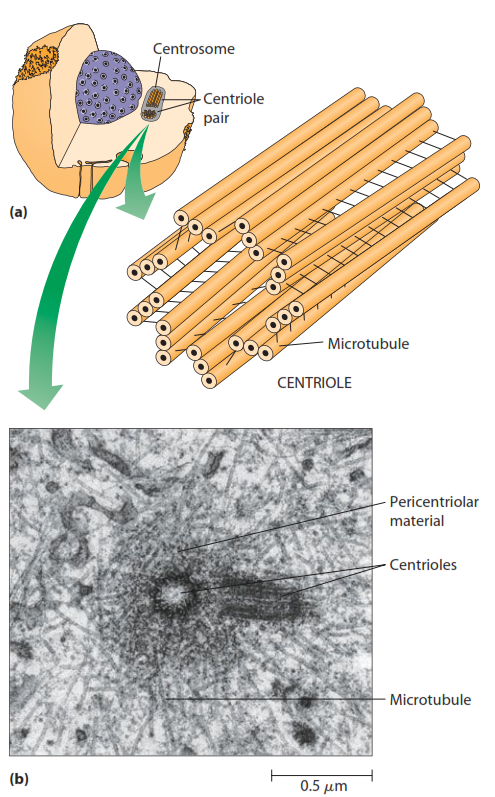 Centrosome
Centriole
pair
(a)
Microtubule
CENTRIOLE
Pericentriolar
material
Centrioles
Microtubule
(b)
0.5 μm